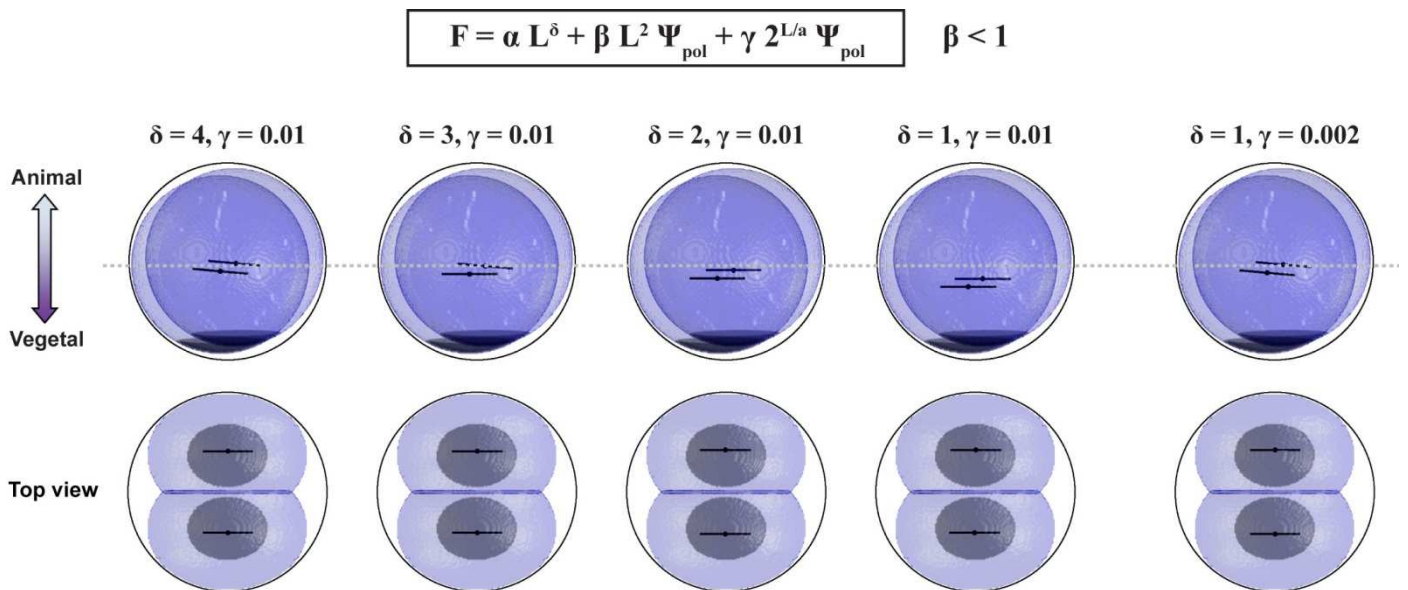 F = α L^δ + β L² Ψ_pol + γ 2^{L/a} Ψ_pol β < 1
δ = 4, γ = 0.01 δ = 3, γ = 0.01 δ = 2, γ = 0.01 δ = 1, γ = 0.01 δ = 1, γ = 0.002
Animal
Vegetal
Top view